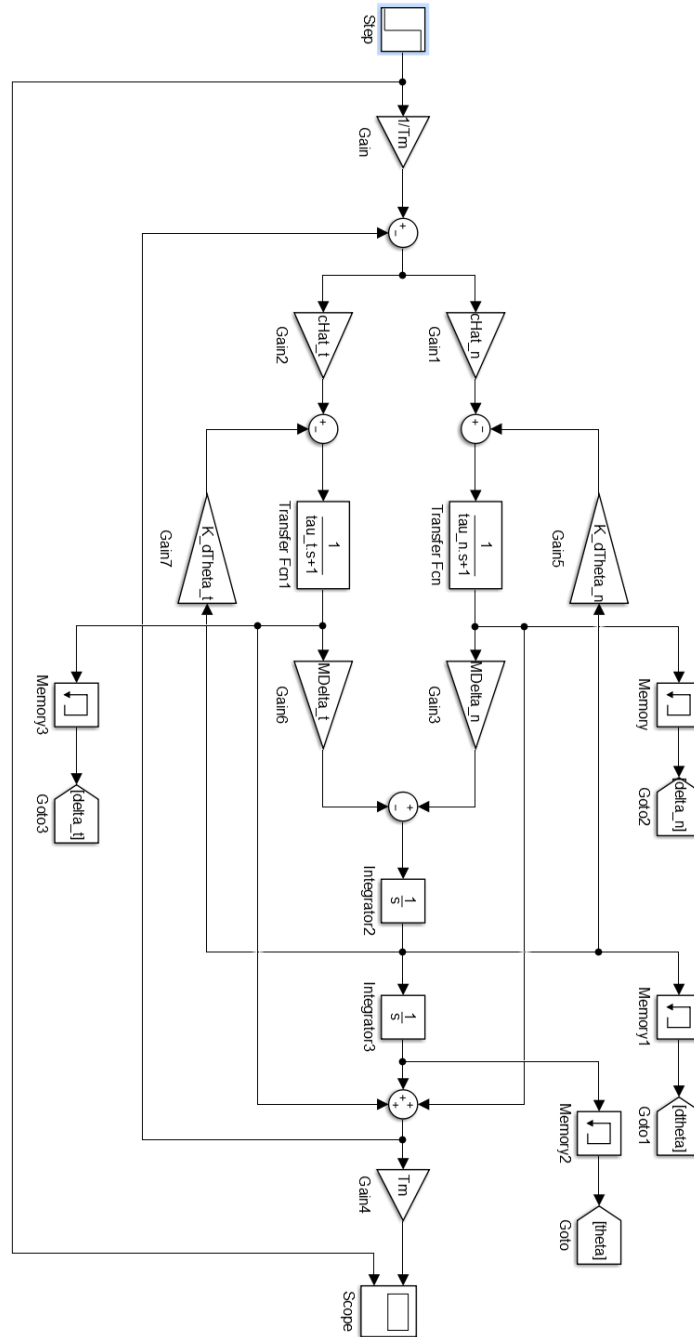 Step
1/Tm
Gain
+
-
cHat_n
Gain1
cHat_t
Gain2
+
-
+
-
K_dTheta_n
Gain5
1
tau_n.s+1
Transfer Fcn
1
tau_t.s+1
Transfer Fcn1
K_dTheta_t
Gain7
Memory
[delta_n]
Goto2
MDelta_n
Gain3
MDelta_t
Gain6
Memory3
[delta_t]
Goto3
+
-
1
s
Integrator2
1
s
Integrator3
Memory1
[dtheta]
Goto1
Memory2
[theta]
Goto
+
+
+
Tm
Gain4
Scope